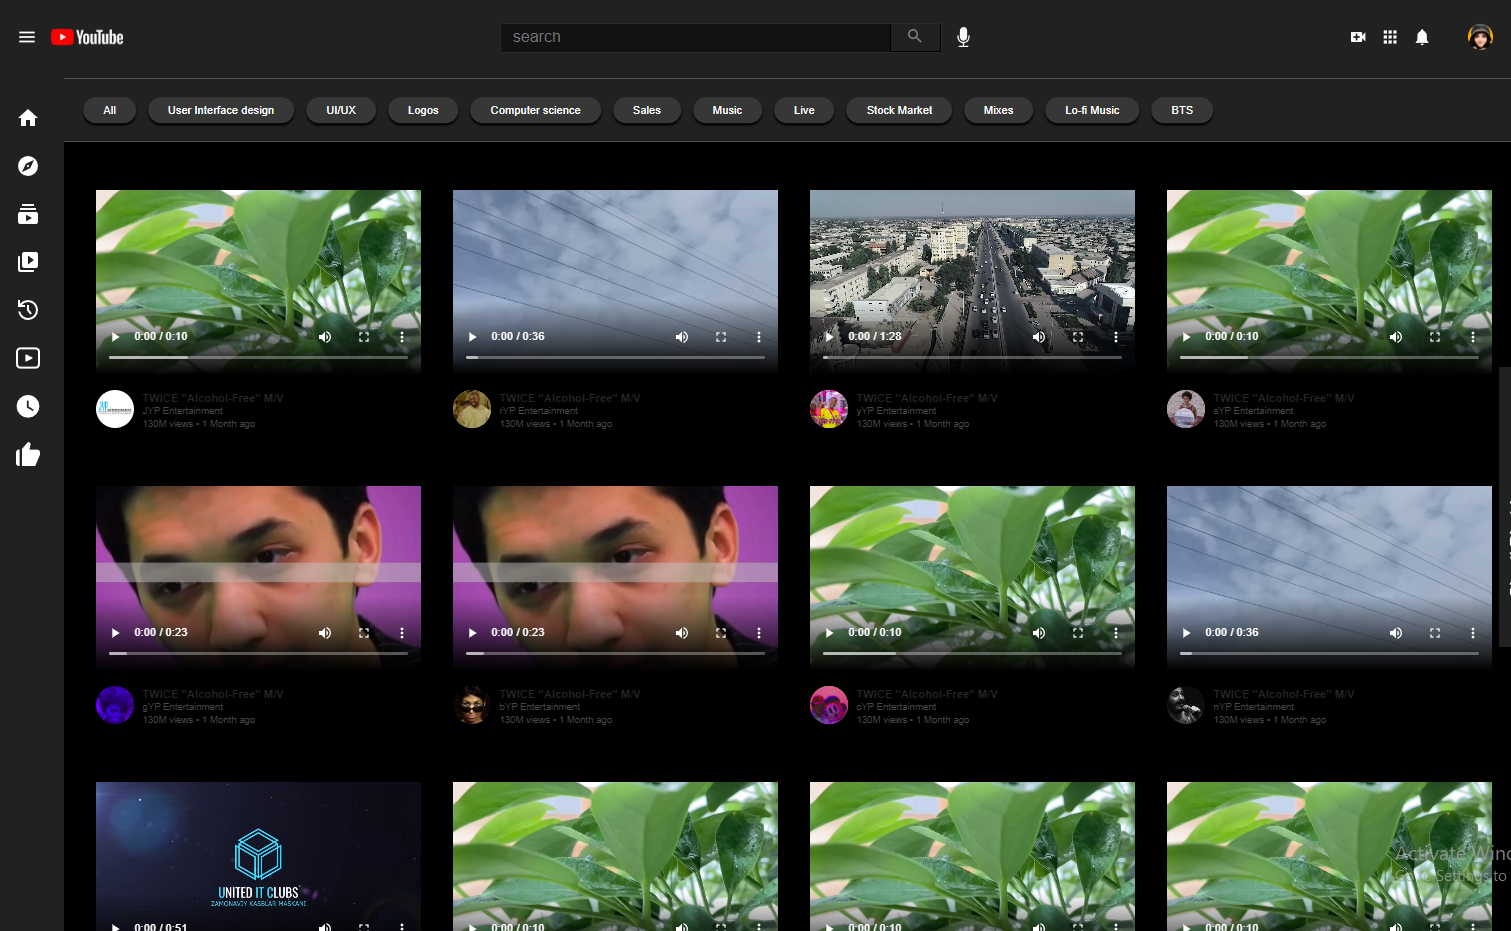 YouTube
search
All
User Interface design
UI/UX
Logos
Computer science
Sales
Music
Live
Stock Market
Mixes
Lo-fi Music
BTS
0:00 / 0:10
0:00 / 0:36
0:00 / 1:28
0:00 / 0:10
TWICE "Alcohol-Free" M/V
JYP Entertainment
130M views • 1 Month ago
TWICE "Alcohol-Free" M/V
rYP Entertainment
130M views • 1 Month ago
TWICE "Alcohol-Free" M/V
yYP Entertainment
130M views • 1 Month ago
TWICE "Alcohol-Free" M/V
sYP Entertainment
130M views • 1 Month ago
0:00 / 0:23
0:00 / 0:23
0:00 / 0:10
0:00 / 0:36
TWICE "Alcohol-Free" M/V
gYP Entertainment
130M views • 1 Month ago
TWICE "Alcohol-Free" M/V
bYP Entertainment
130M views • 1 Month ago
TWICE "Alcohol-Free" M/V
cYP Entertainment
130M views • 1 Month ago
TWICE "Alcohol-Free" M/V
nYP Entertainment
130M views • 1 Month ago
UNITED IT CLUBS
ZAMONAVIY KASBLAR MASKANI
Activate Wind
Go to Settings to
0:00 / 0:51
0:00 / 0:10
0:00 / 0:10
0:00 / 0:10